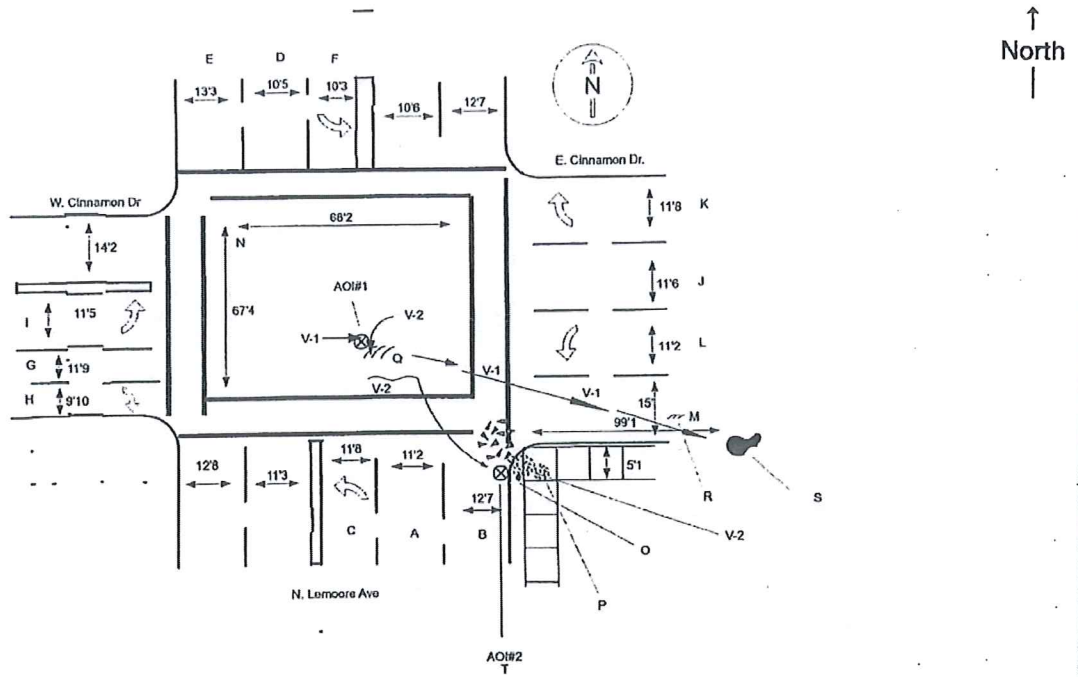 North
E D F
13'3 10'5 10'3 10'6 12'7
N
E. Cinnamon Dr.
W. Cinnamon Dr
14'2
68'2
N
11'8 K
AOI#1
11'6 J
I 11'5
67'4
V-1 V-2
11'2 L
G 11'9
Q
V-1
V-2
V-1
H 9'10
15'
M
99'1
12'8 11'3 11'8 11'2
5'1
R S
12'7
C A B
V-2
O
N. Lemoore Ave
P
AOI#2
T